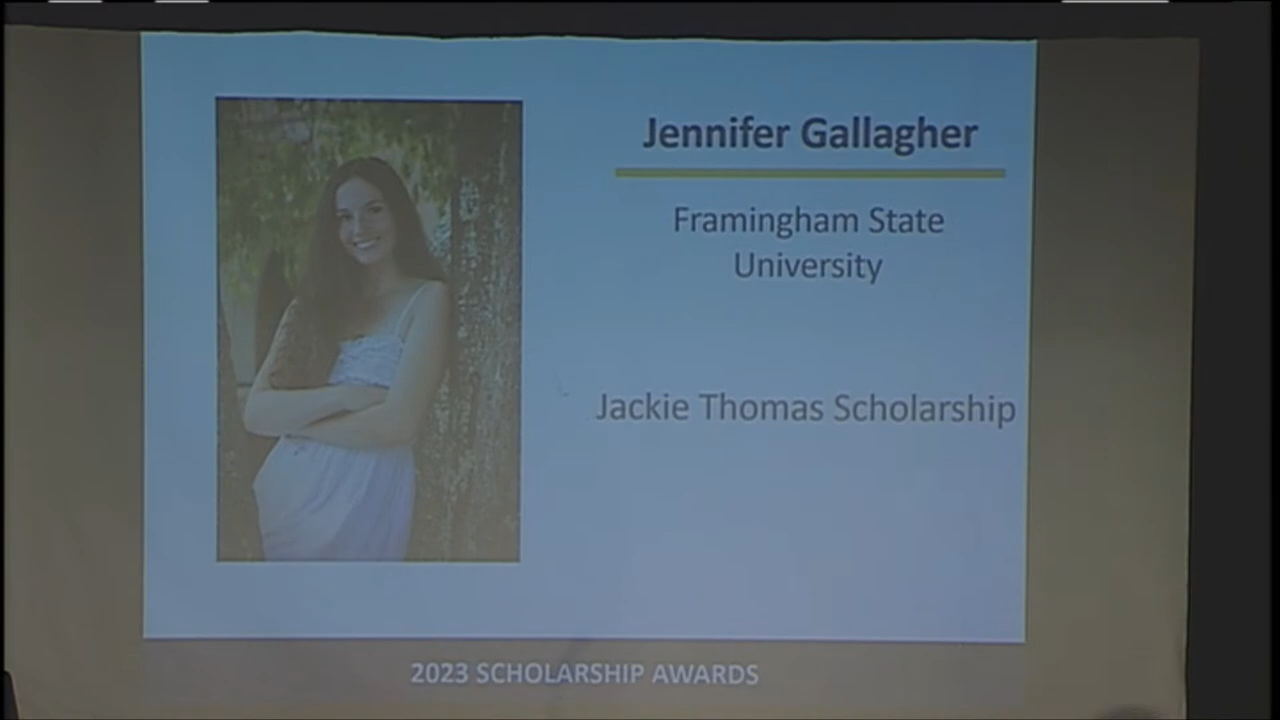 Jennifer Gallagher
Framingham State
University
Jackie Thomas Scholarship
2023 SCHOLARSHIP AWARDS